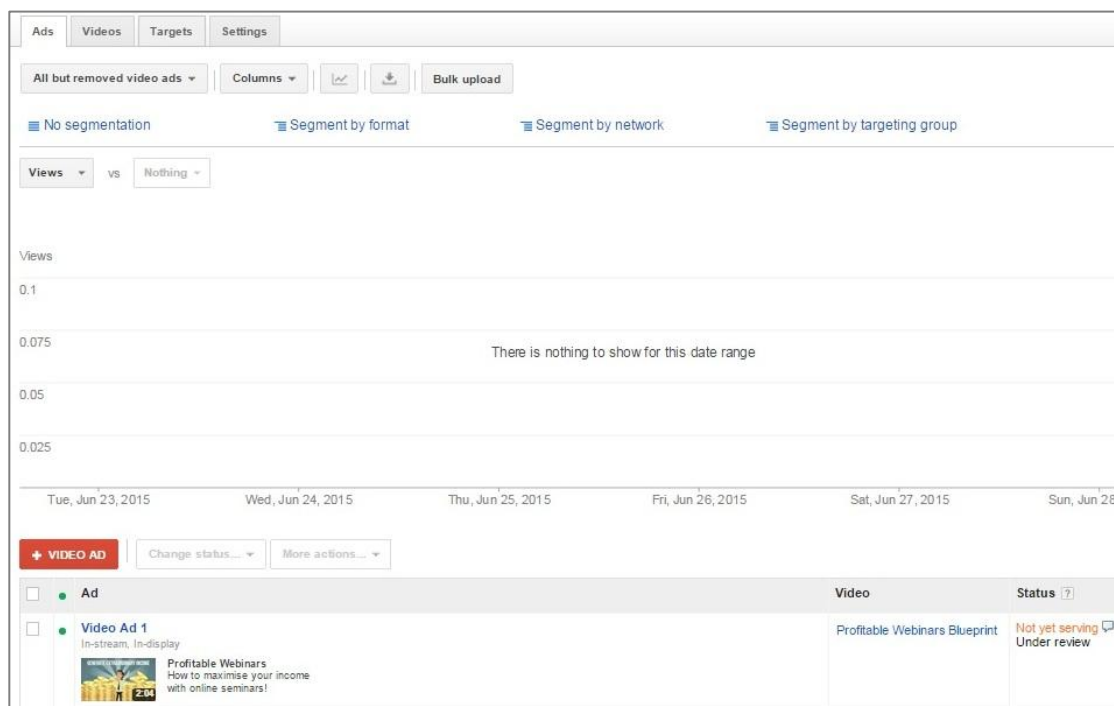 Ads Videos Targets Settings
All but removed video ads Columns Bulk upload
No segmentation Segment by format Segment by network Segment by targeting group
Views vs Nothing
Views
0.1
0.075
There is nothing to show for this date range
0.05
0.025
Tue, Jun 23, 2015 Wed, Jun 24, 2015 Thu, Jun 25, 2015 Fri, Jun 26, 2015 Sat, Jun 27, 2015 Sun, Jun 28
+ VIDEO AD Change status... More actions...
Ad Video Status ?
Video Ad 1 Profitable Webinars Blueprint Not yet serving
In-stream, In-display Under review
Profitable Webinars
How to maximise your income
with online seminars!
2:04